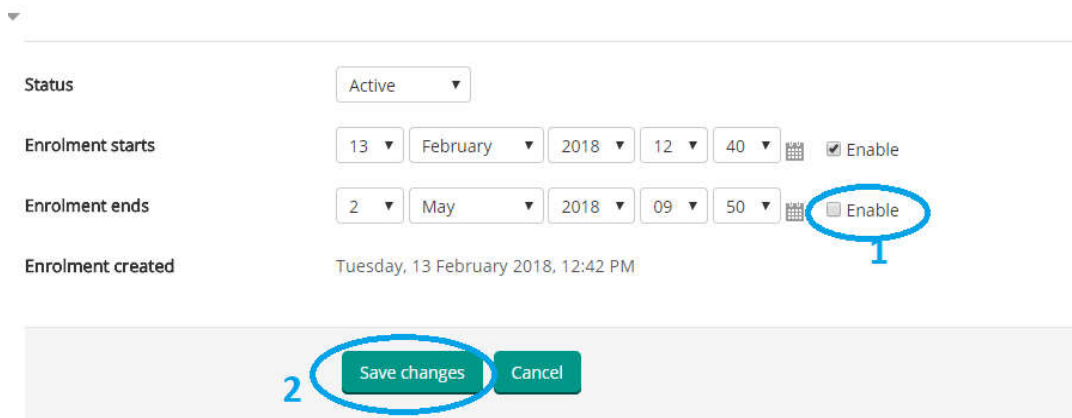 Status Active
Enrolment starts 13 February 2018 12 40 Enable
Enrolment ends 2 May 2018 09 50 Enable
1
Enrolment created Tuesday, 13 February 2018, 12:42 PM
2 Save changes Cancel